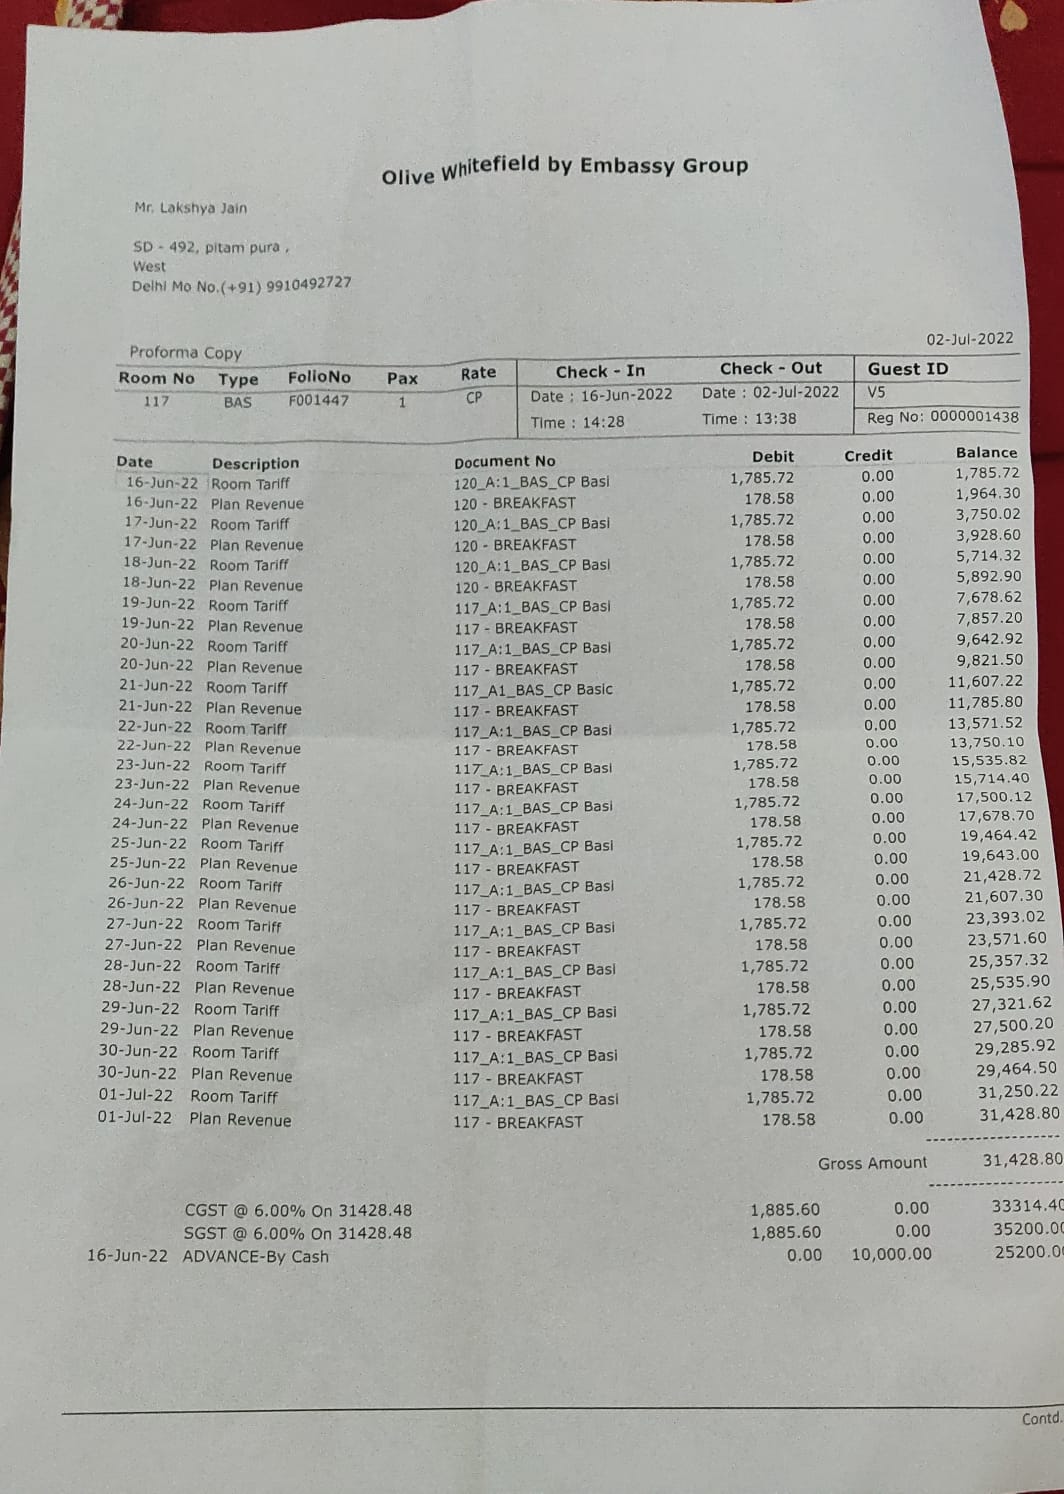 Olive Whitefield by Embassy Group
Mr. Lakshya Jain
SD - 492, pitam pura ,
West
Delhi Mo No.(+91) 9910492727
02-Jul-2022
Proforma Copy
Room No Type FolioNo Pax Rate Check - In Check - Out Guest ID
117 BAS F001447 1 CP Date : 16-Jun-2022 Date : 02-Jul-2022 V5
Time : 14:28 Time : 13:38 Reg No: 0000001438
Date Description Document No Debit Credit Balance
16-Jun-22 Room Tariff 120_A:1_BAS_CP Basi 1,785.72 0.00 1,785.72
16-Jun-22 Plan Revenue 120 - BREAKFAST 178.58 0.00 1,964.30
17-Jun-22 Room Tariff 120_A:1_BAS_CP Basi 1,785.72 0.00 3,750.02
17-Jun-22 Plan Revenue 120 - BREAKFAST 178.58 0.00 3,928.60
18-Jun-22 Room Tariff 120_A:1_BAS_CP Basi 1,785.72 0.00 5,714.32
18-Jun-22 Plan Revenue 120 - BREAKFAST 178.58 0.00 5,892.90
19-Jun-22 Room Tariff 117_A:1_BAS_CP Basi 1,785.72 0.00 7,678.62
19-Jun-22 Plan Revenue 117 - BREAKFAST 178.58 0.00 7,857.20
20-Jun-22 Room Tariff 117_A:1_BAS_CP Basi 1,785.72 0.00 9,642.92
20-Jun-22 Plan Revenue 117 - BREAKFAST 178.58 0.00 9,821.50
21-Jun-22 Room Tariff 117_A1_BAS_CP Basic 1,785.72 0.00 11,607.22
21-Jun-22 Plan Revenue 117 - BREAKFAST 178.58 0.00 11,785.80
22-Jun-22 Room Tariff 117_A:1_BAS_CP Basi 1,785.72 0.00 13,571.52
22-Jun-22 Plan Revenue 117 - BREAKFAST 178.58 0.00 13,750.10
23-Jun-22 Room Tariff 117_A:1_BAS_CP Basi 1,785.72 0.00 15,535.82
23-Jun-22 Plan Revenue 117 - BREAKFAST 178.58 0.00 15,714.40
24-Jun-22 Room Tariff 117_A:1_BAS_CP Basi 1,785.72 0.00 17,500.12
24-Jun-22 Plan Revenue 117 - BREAKFAST 178.58 0.00 17,678.70
25-Jun-22 Room Tariff 117_A:1_BAS_CP Basi 1,785.72 0.00 19,464.42
25-Jun-22 Plan Revenue 117 - BREAKFAST 178.58 0.00 19,643.00
26-Jun-22 Room Tariff 117_A:1_BAS_CP Basi 1,785.72 0.00 21,428.72
26-Jun-22 Plan Revenue 117 - BREAKFAST 178.58 0.00 21,607.30
27-Jun-22 Room Tariff 117_A:1_BAS_CP Basi 1,785.72 0.00 23,393.02
27-Jun-22 Plan Revenue 117 - BREAKFAST 178.58 0.00 23,571.60
28-Jun-22 Room Tariff 117_A:1_BAS_CP Basi 1,785.72 0.00 25,357.32
28-Jun-22 Plan Revenue 117 - BREAKFAST 178.58 0.00 25,535.90
29-Jun-22 Room Tariff 117_A:1_BAS_CP Basi 1,785.72 0.00 27,321.62
29-Jun-22 Plan Revenue 117 - BREAKFAST 178.58 0.00 27,500.20
30-Jun-22 Room Tariff 117_A:1_BAS_CP Basi 1,785.72 0.00 29,285.92
30-Jun-22 Plan Revenue 117 - BREAKFAST 178.58 0.00 29,464.50
01-Jul-22 Room Tariff 117_A:1_BAS_CP Basi 1,785.72 0.00 31,250.22
01-Jul-22 Plan Revenue 117 - BREAKFAST 178.58 0.00 31,428.80
Gross Amount 31,428.80
CGST @ 6.00% On 31428.48 1,885.60 0.00 33314.40
SGST @ 6.00% On 31428.48 1,885.60 0.00 35200.00
16-Jun-22 ADVANCE-By Cash 0.00 10,000.00 25200.00
Contd.